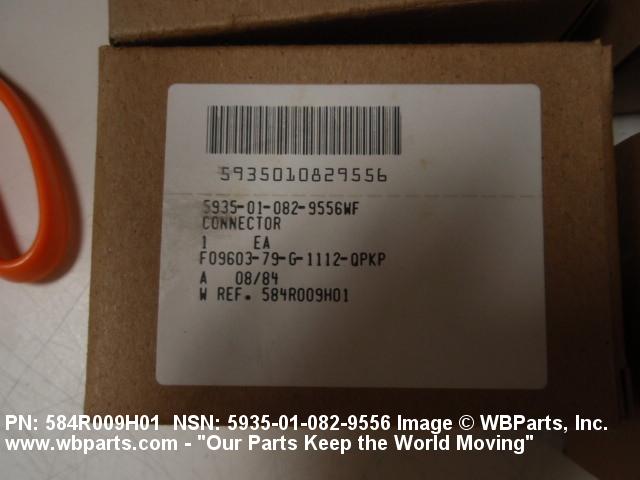 5935010829556
5935-01-082-9556WF
CONNECTOR
1 EA
F09603-79-G-1112-QPKP
A 08/84
W REF. 584R009H01
PN: 584R009H01 NSN: 5935-01-082-9556 Image © WBParts, Inc.
www.wbparts.com - "Our Parts Keep the World Moving"